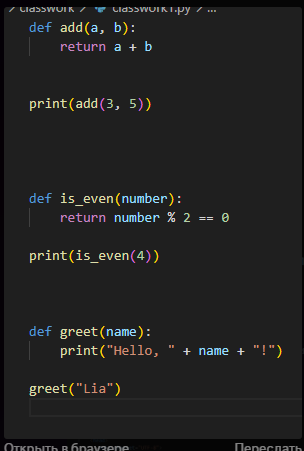 classwork > classwork1.py > ...
def add(a, b):
    return a + b
print(add(3, 5))
def is_even(number):
    return number % 2 == 0
print(is_even(4))
def greet(name):
    print("Hello, " + name + "!")
greet("Lia")
Открыть в браузере Переслать